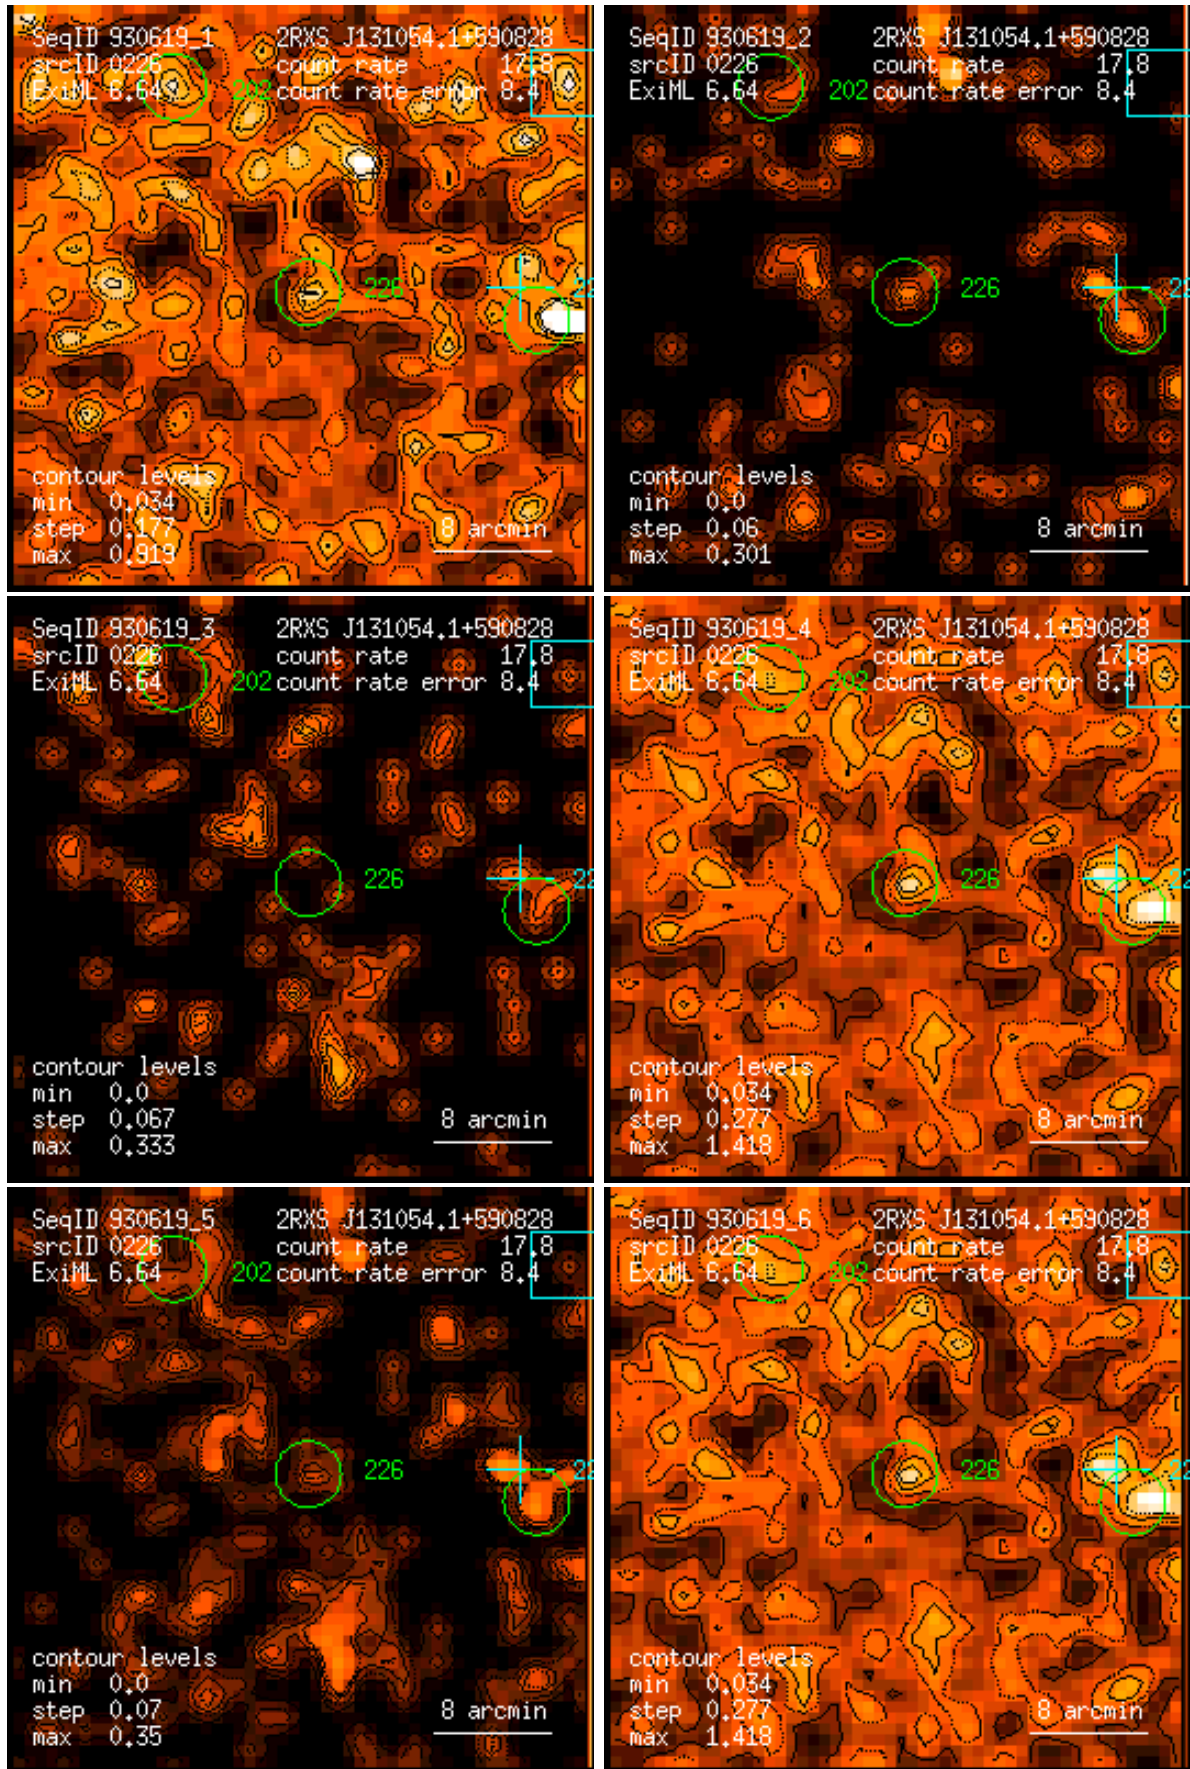 SeqID 930619_1 2RXS J131054.1+590828
srcID 0226 count rate 17.8
ExiML 6.64 202 count rate error 8.4
226
22
contour levels
min 0.034
step 0.177
max 0.919
8 arcmin
SeqID 930619_2 2RXS J131054.1+590828
srcID 0226 count rate 17.8
ExiML 6.64 202 count rate error 8.4
226
22
contour levels
min 0.0
step 0.06
max 0.301
8 arcmin
SeqID 930619_3 2RXS J131054.1+590828
srcID 0226 count rate 17.8
ExiML 6.64 202 count rate error 8.4
226
22
contour levels
min 0.0
step 0.067
max 0.333
8 arcmin
SeqID 930619_4 2RXS J131054.1+590828
srcID 0226 count rate 17.8
ExiML 6.64 202 count rate error 8.4
226
22
contour levels
min 0.034
step 0.277
max 1.418
8 arcmin
SeqID 930619_5 2RXS J131054.1+590828
srcID 0226 count rate 17.8
ExiML 6.64 202 count rate error 8.4
226
22
contour levels
min 0.0
step 0.07
max 0.35
8 arcmin
SeqID 930619_6 2RXS J131054.1+590828
srcID 0226 count rate 17.8
ExiML 6.64 202 count rate error 8.4
226
22
contour levels
min 0.034
step 0.277
max 1.418
8 arcmin